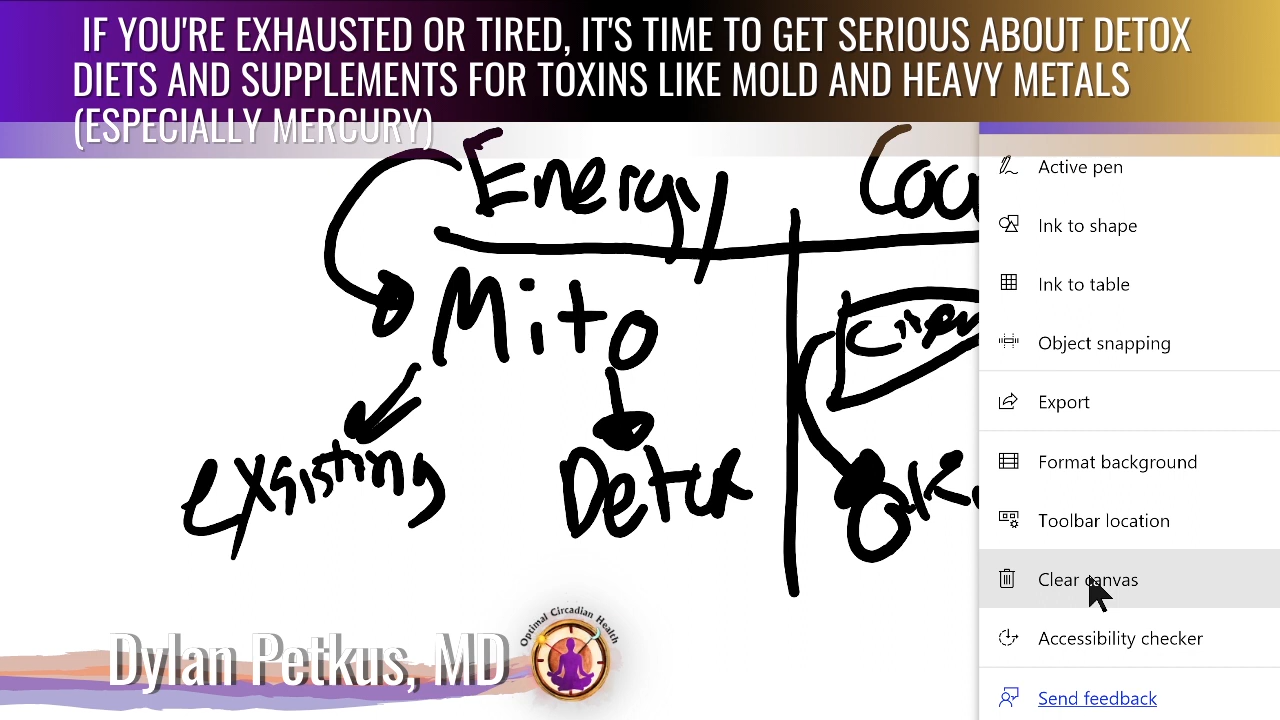 IF YOU'RE EXHAUSTED OR TIRED, IT'S TIME TO GET SERIOUS ABOUT DETOX
DIETS AND SUPPLEMENTS FOR TOXINS LIKE MOLD AND HEAVY METALS
(ESPECIALLY MERCURY)
Energy
Mito
Exsisting
Detox
Active pen
Ink to shape
Ink to table
Object snapping
Export
Format background
Toolbar location
Clear canvas
Accessibility checker
Send feedback
Dylan Petkus, MD
Optimal Circadian Health